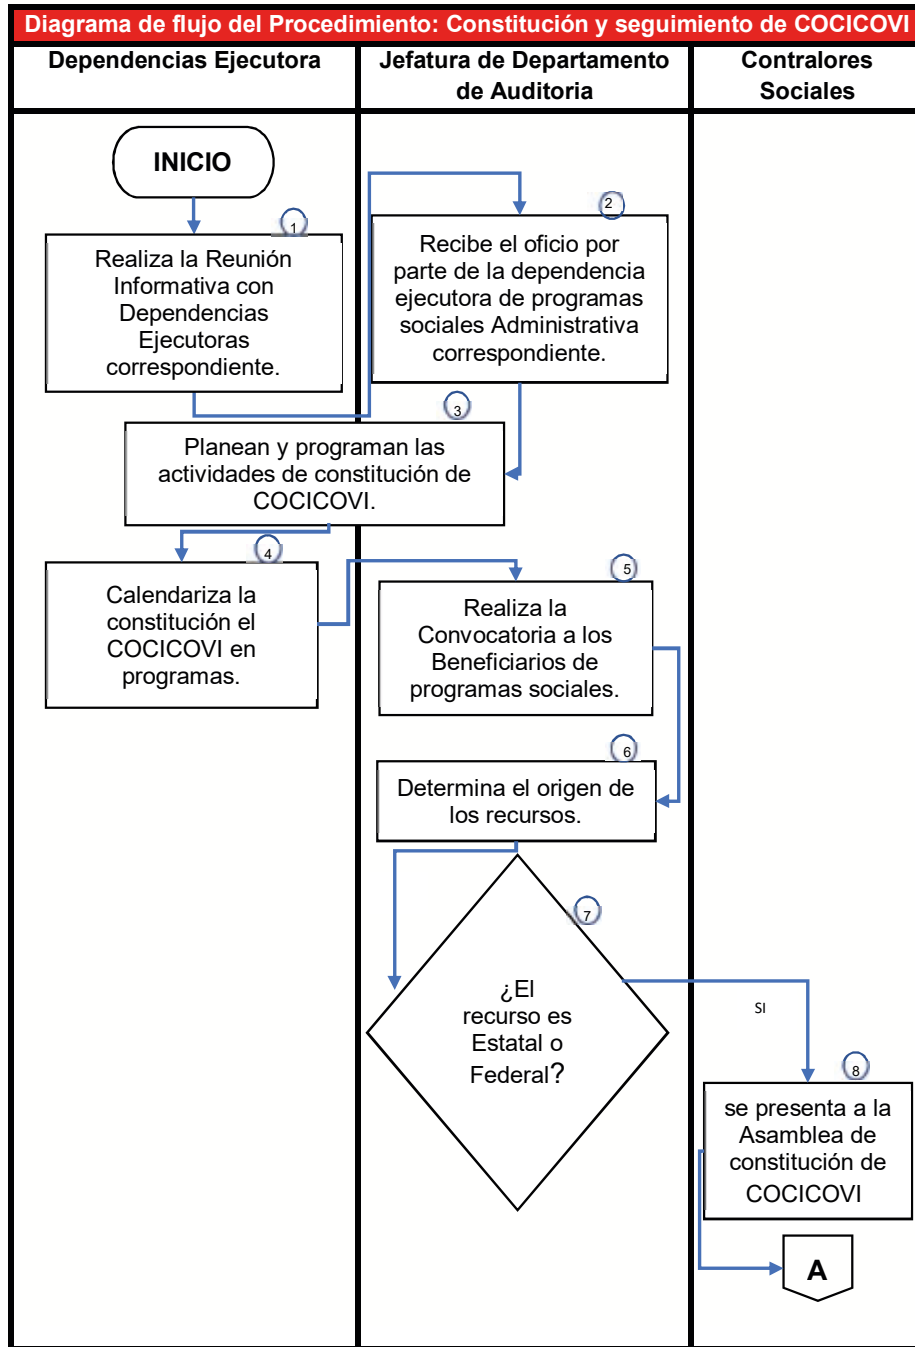 Diagrama de flujo del Procedimiento: Constitución y seguimiento de COCICOVI
Dependencias Ejecutora
Jefatura de Departamento
de Auditoria
Contralores
Sociales
INICIO
1
Realiza la Reunión
Informativa con
Dependencias
Ejecutoras
correspondiente.
2
Recibe el oficio por
parte de la dependencia
ejecutora de programas
sociales Administrativa
correspondiente.
3
Planean y programan las
actividades de constitución de
COCICOVI.
4
Calendariza la
constitución el
COCICOVI en
programas.
5
Realiza la
Convocatoria a los
Beneficiarios de
programas sociales.
6
Determina el origen de
los recursos.
7
¿El
recurso es
Estatal o
Federal?
SI
8
se presenta a la
Asamblea de
constitución de
COCICOVI
A